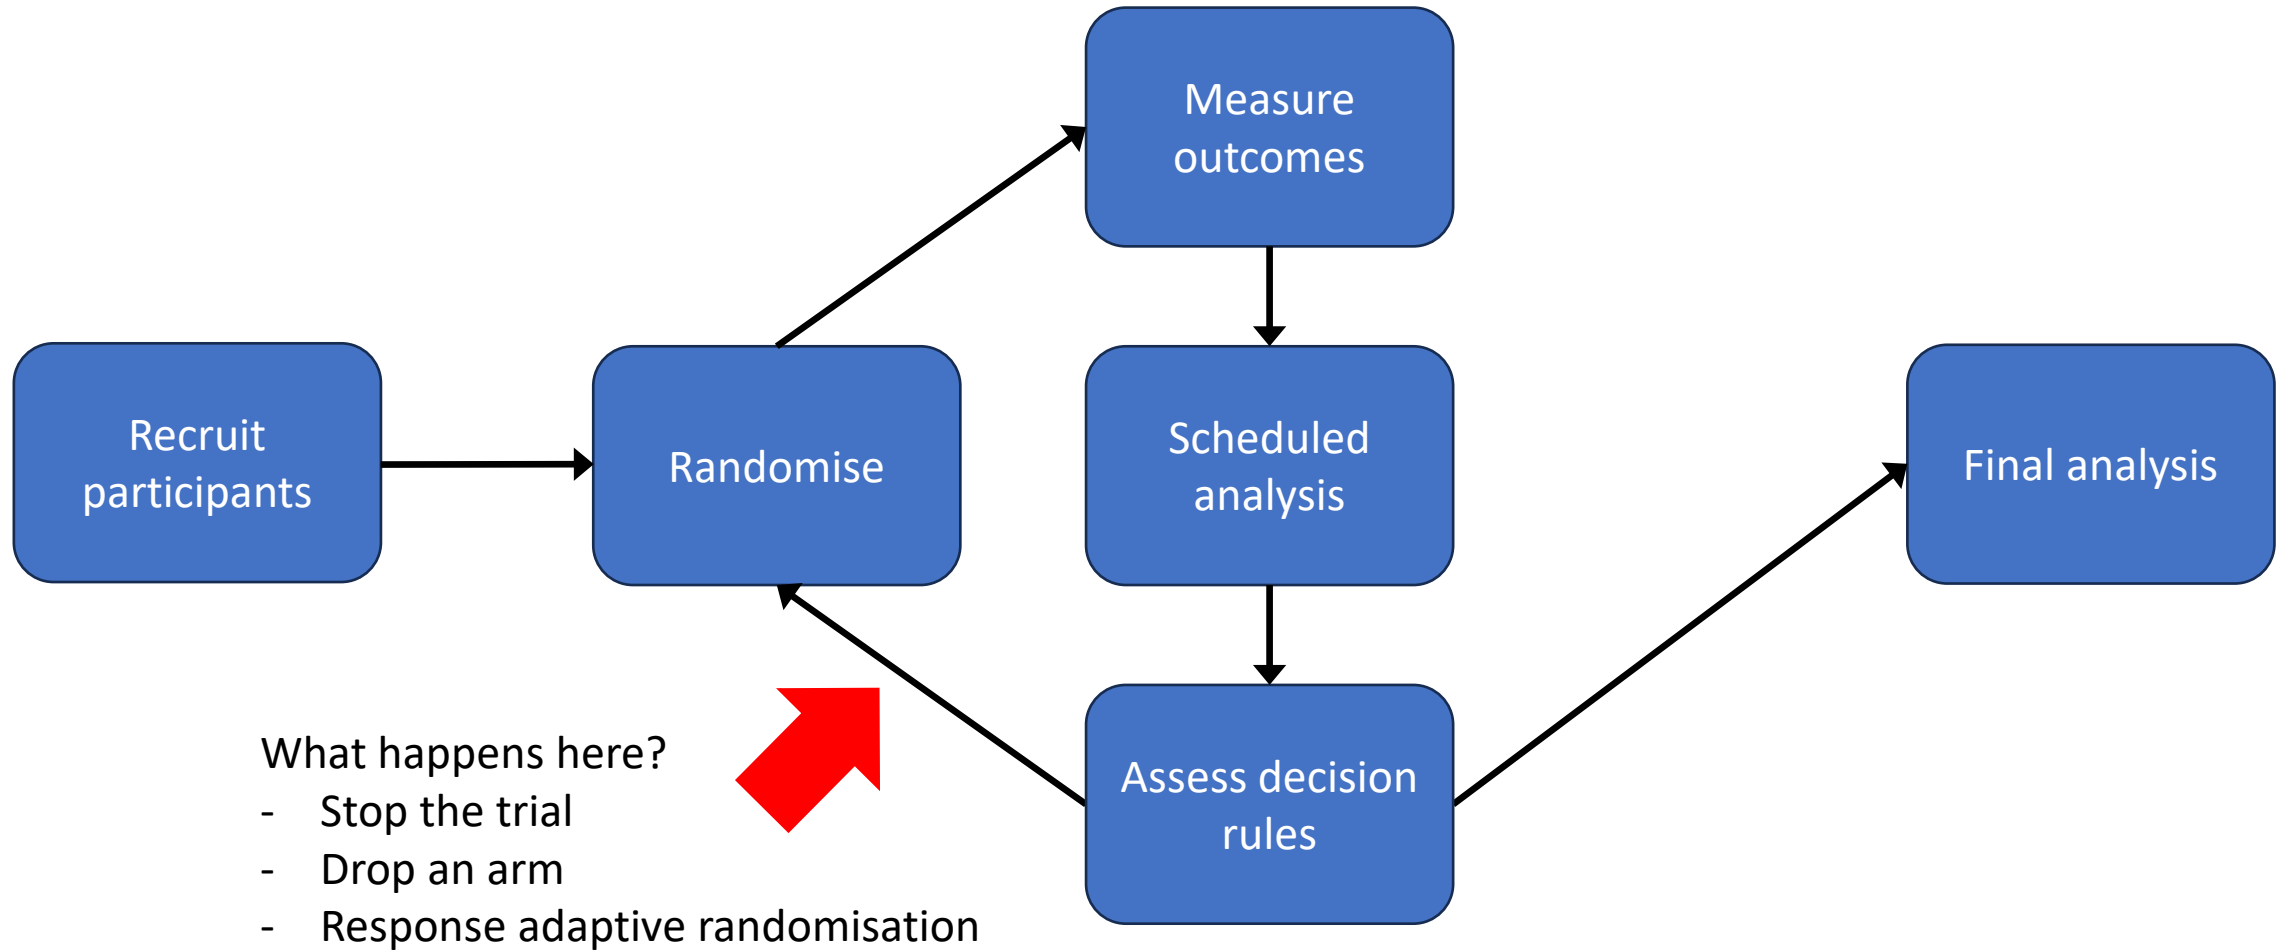 Measure
outcomes
Recruit
participants
Randomise
Scheduled
analysis
Final analysis
What happens here?
- Stop the trial
- Drop an arm
- Response adaptive randomisation
Assess decision
rules